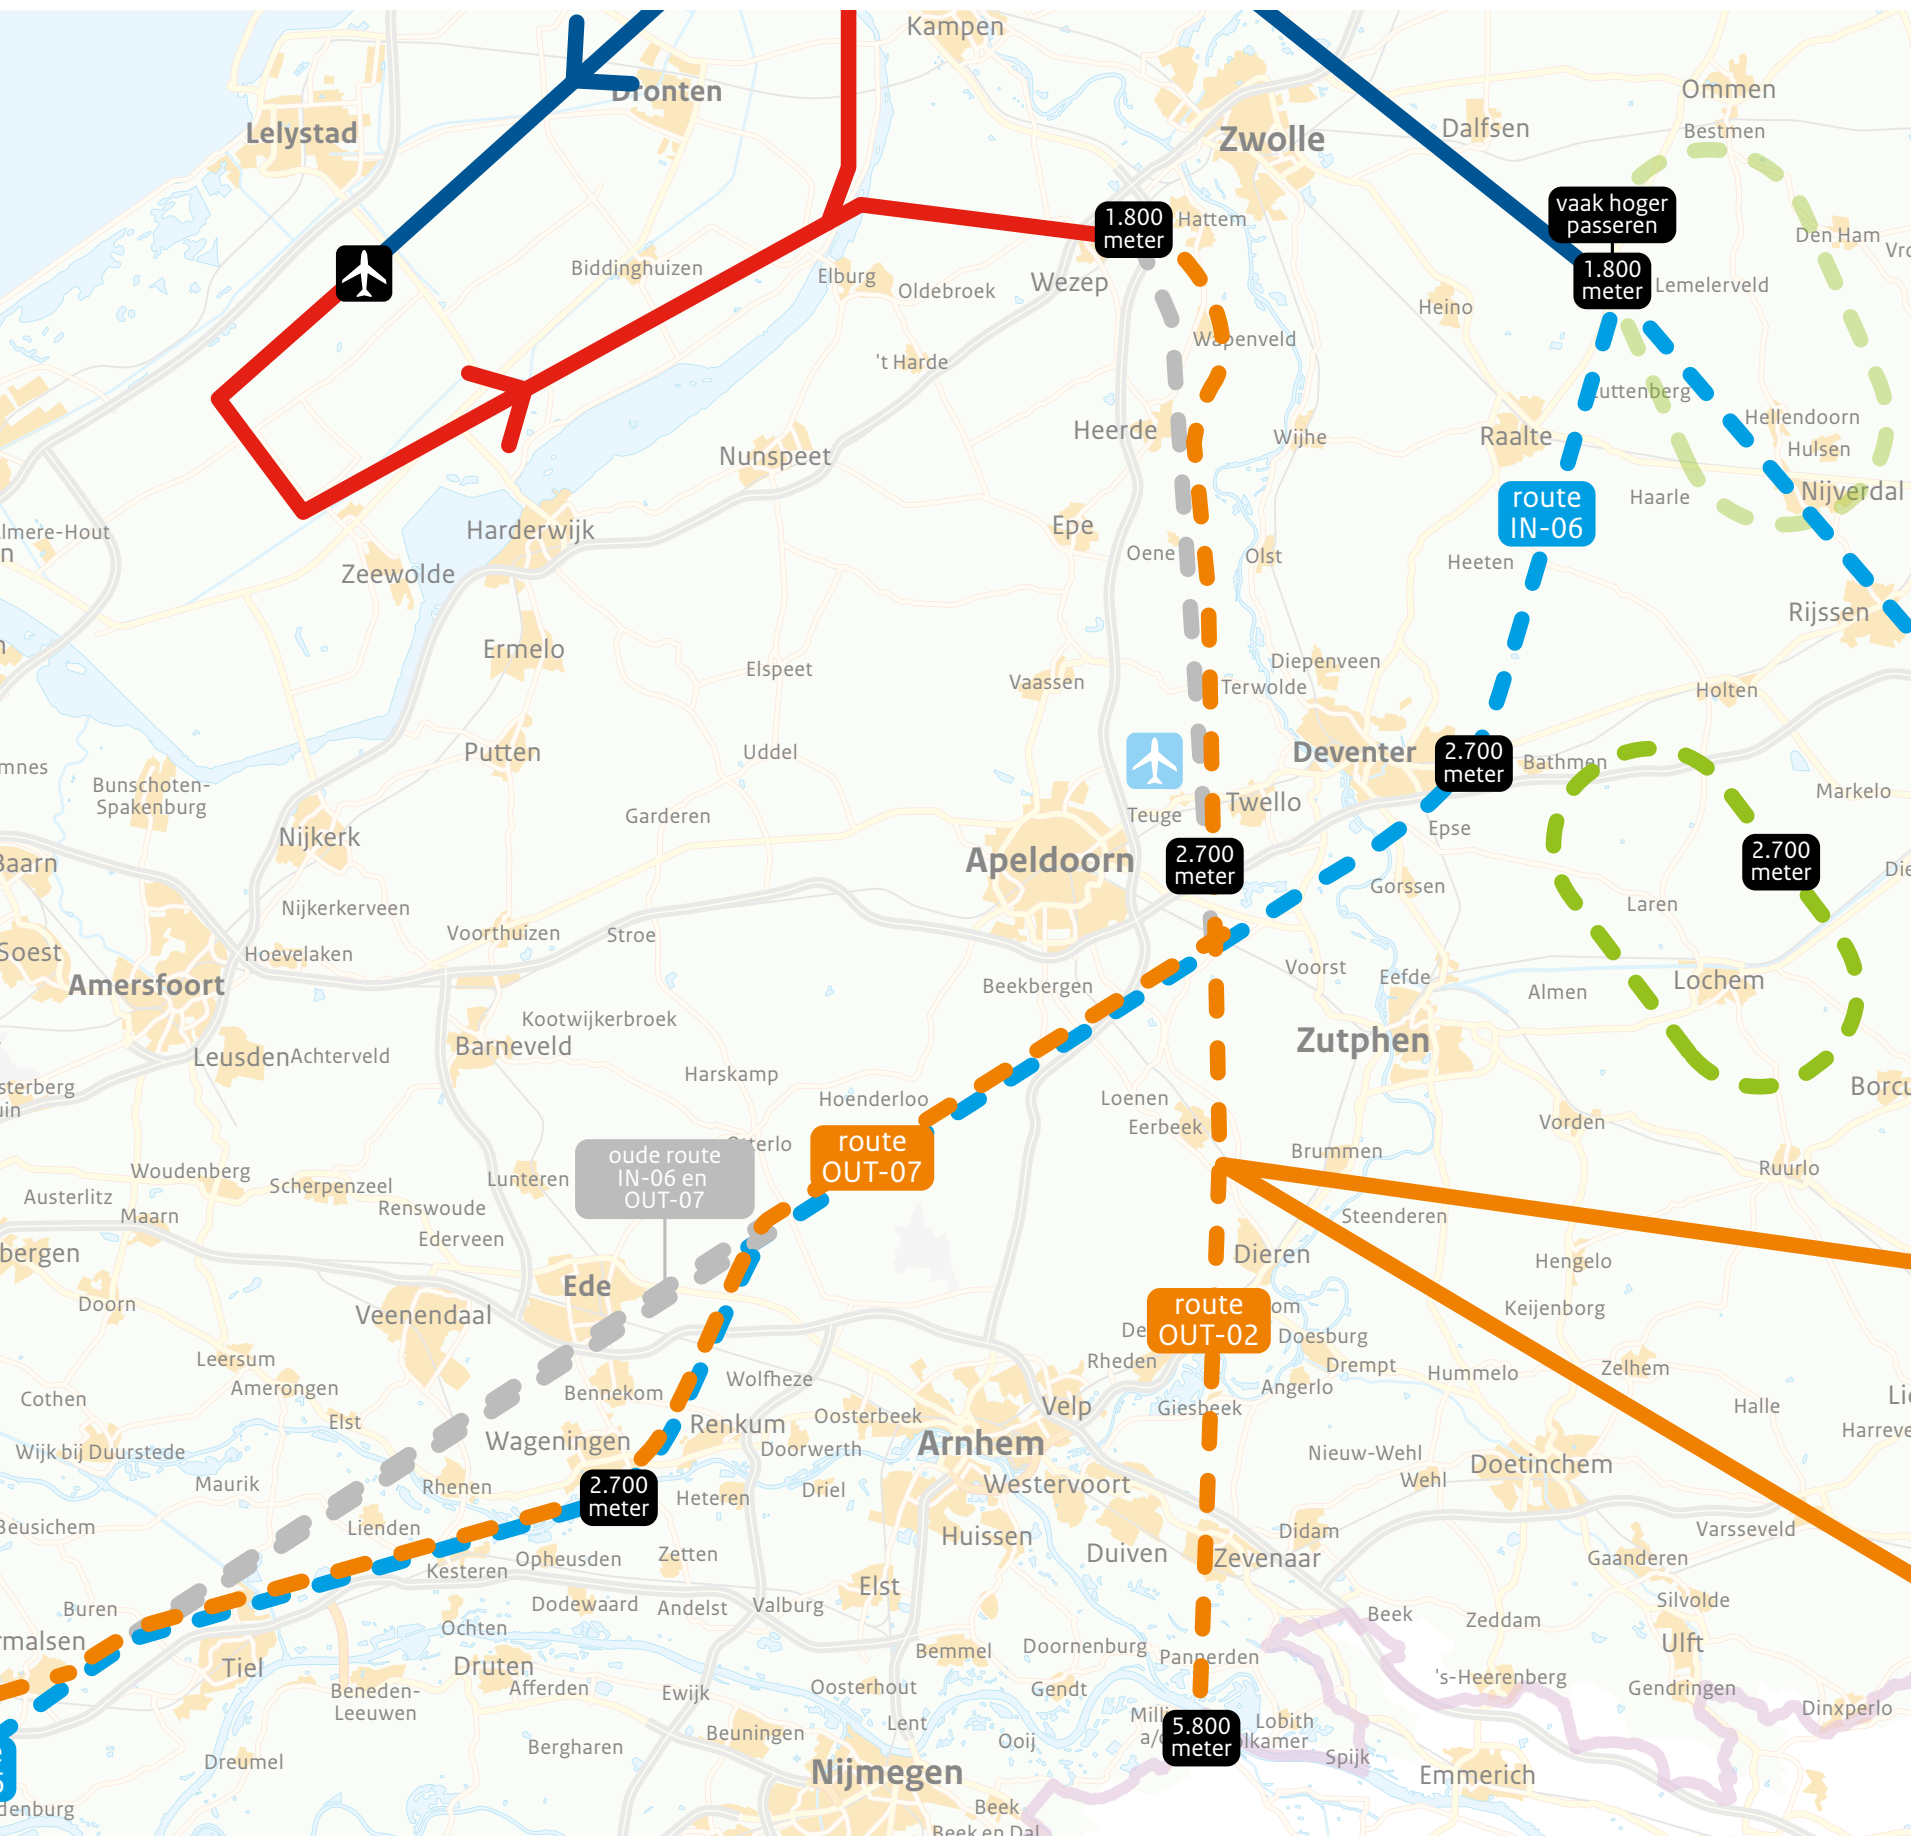 Kampen
Ommen
Dronten
Lelystad
Zwolle
Dalfsen
Bestmen
vaak hoger
passeren
1.800
meter
Hattem
Den Ham
Biddinghuizen
Elburg
Oldebroek
Wezep
1.800
meter
Lemelerveld
Heino
Wapenveld
't Harde
Luttenberg
Hellendoorn
Heerde
Wijhe
Raalte
Hulsen
Nunspeet
route
IN-06
Haarle
Nijverdal
lmere-Hout
Harderwijk
Epe
Oene
Olst
Heeten
Zeewolde
Rijssen
Ermelo
Elspeet
Vaassen
Diepenveen
Terwolde
Holten
Putten
Uddel
Deventer
2.700
meter
Bathmen
mnes
Bunschoten-
Spakenburg
Garderen
Teuge
Twello
Markelo
Nijkerk
Epse
Baarn
Apeldoorn
2.700
meter
2.700
meter
Gorssen
Laren
Nijkerkerveen
Voorthuizen
Stroe
Soest
Hoevelaken
Amersfoort
Beekbergen
Voorst
Eefde
Almen
Lochem
Kootwijkerbroek
Leusden
Achterveld
Barneveld
Zutphen
Harskamp
Hoenderloo
Loenen
Eerbeek
sterberg
Vorden
Brummen
Ruurlo
oude route
IN-06 en
OUT-07
route
OUT-07
Woudenberg
Scherpenzeel
Lunteren
Austerlitz
Maarn
Renswoude
Ederveen
Steenderen
bergen
Dieren
Hengelo
Doorn
Ede
Veenendaal
route
OUT-02
Keijenborg
Doesburg
Leersum
Amerongen
Wolfheze
Rheden
Drempt
Hummelo
Zelhem
Cothen
Bennekom
Velp
Angerlo
Giesbeek
Halle
Elst
Renkum
Oosterbeek
Wijk bij Duurstede
Wageningen
Doorwerth
Arnhem
Nieuw-Wehl
Wehl
Doetinchem
Maurik
Rhenen
2.700
meter
Heteren
Driel
Westervoort
Beusichem
Lienden
Huissen
Duiven
Didam
Zevenaar
Varsseveld
Gaanderen
Kesteren
Opheusden
Zetten
Elst
Silvolde
Buren
Dodewaard
Andelst
Valburg
Beek
Zeddam
Ulft
rmalsen
Ochten
Tiel
Druten
Afferden
Bemmel
Doornenburg
Pannerden
's-Heerenberg
Gendringen
Beneden-
Leeuwen
Ewijk
Oosterhout
Gendt
Dinxperlo
Lent
Ooij
5.800
meter
Lobith
Spijk
Dreumel
Bergharen
Beuningen
Nijmegen
Emmerich
denburg
Beek